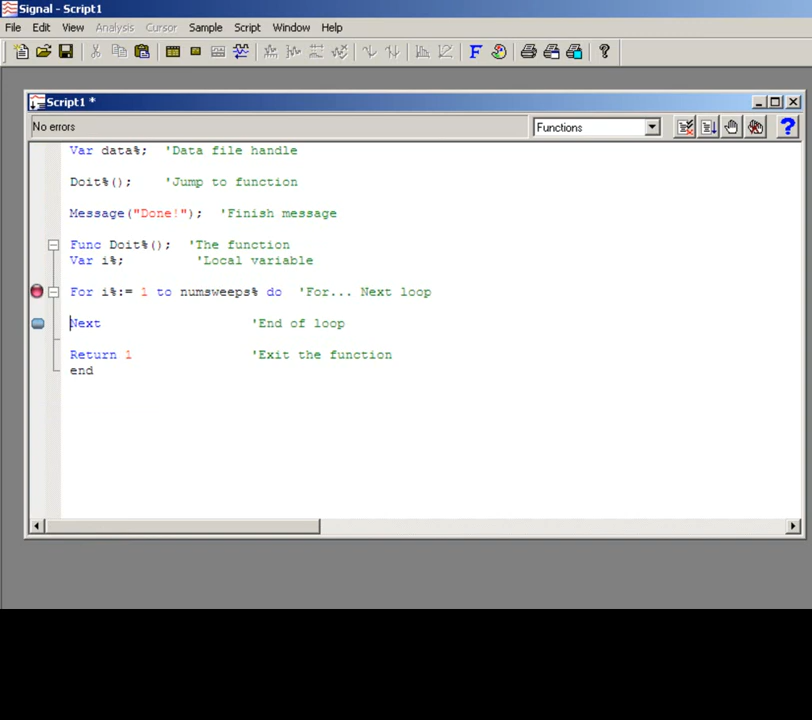 Signal - Script1
File Edit View Analysis Cursor Sample Script Window Help
F ?
Script1 *
No errors Functions ?
Var data%; 'Data file handle
Doit%(); 'Jump to function
Message("Done!"); 'Finish message
Func Doit%(); 'The function
Var i%; 'Local variable
For i%:= 1 to numsweeps% do 'For... Next loop
Next 'End of loop
Return 1 'Exit the function
end